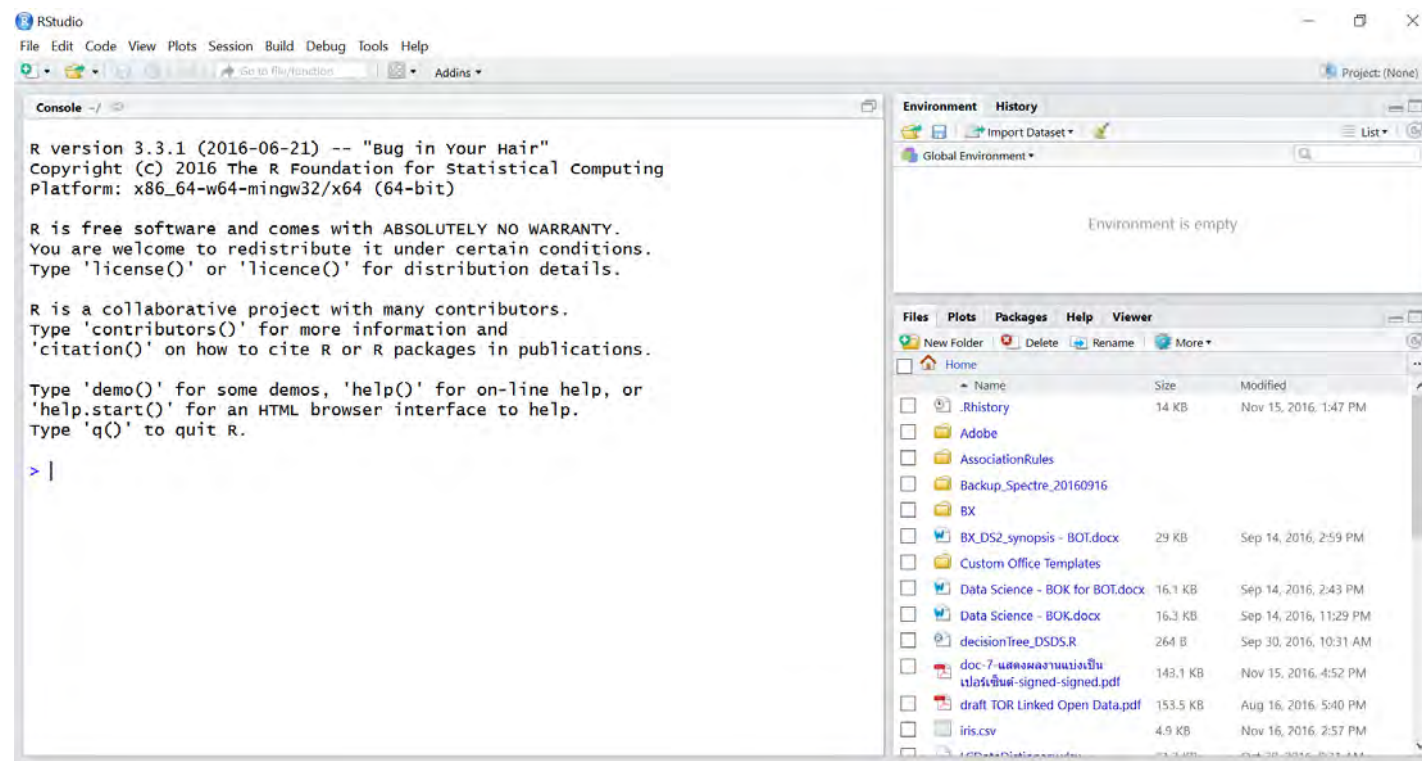 RStudio
File Edit Code View Plots Session Build Debug Tools Help
Go to file/function Addins Project: (None)
Console ~/
R version 3.3.1 (2016-06-21) -- "Bug in Your Hair"
Copyright (C) 2016 The R Foundation for Statistical Computing
Platform: x86_64-w64-mingw32/x64 (64-bit)
R is free software and comes with ABSOLUTELY NO WARRANTY.
You are welcome to redistribute it under certain conditions.
Type 'license()' or 'licence()' for distribution details.
R is a collaborative project with many contributors.
Type 'contributors()' for more information and
'citation()' on how to cite R or R packages in publications.
Type 'demo()' for some demos, 'help()' for on-line help, or
'help.start()' for an HTML browser interface to help.
Type 'q()' to quit R.
>
Environment History
Import Dataset List
Global Environment
Environment is empty
Files Plots Packages Help Viewer
New Folder Delete Rename More
Home
Name Size Modified
.Rhistory 14 KB Nov 15, 2016, 1:47 PM
Adobe
AssociationRules
Backup_Spectre_20160916
BX
BX_DS2_synopsis - BOT.docx 29 KB Sep 14, 2016, 2:59 PM
Custom Office Templates
Data Science - BOK for BOT.docx 16.1 KB Sep 14, 2016, 2:43 PM
Data Science - BOK.docx 16.3 KB Sep 14, 2016, 11:29 PM
decisionTree_DSDS.R 264 B Sep 30, 2016, 10:31 AM
doc-7-แสดงผลงานแบ่งเป็น
เปอร์เซ็นต์-signed-signed.pdf 143.1 KB Nov 15, 2016, 4:52 PM
draft TOR Linked Open Data.pdf 153.5 KB Aug 16, 2016, 5:40 PM
iris.csv 4.9 KB Nov 16, 2016, 2:57 PM